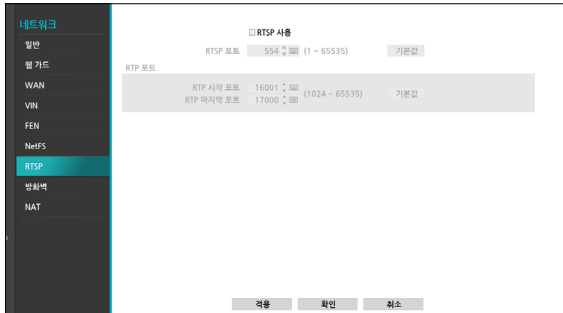 네트워크
일반
웹 가드
WAN
VIN
FEN
NetFS
RTSP
방화벽
NAT
RTSP 사용
RTSP 포트 554 (1 ~ 65535) 기본값
RTP 포트
RTP 시작 포트 16001
RTP 마지막 포트 17000
(1024 ~ 65535) 기본값
적용 확인 취소